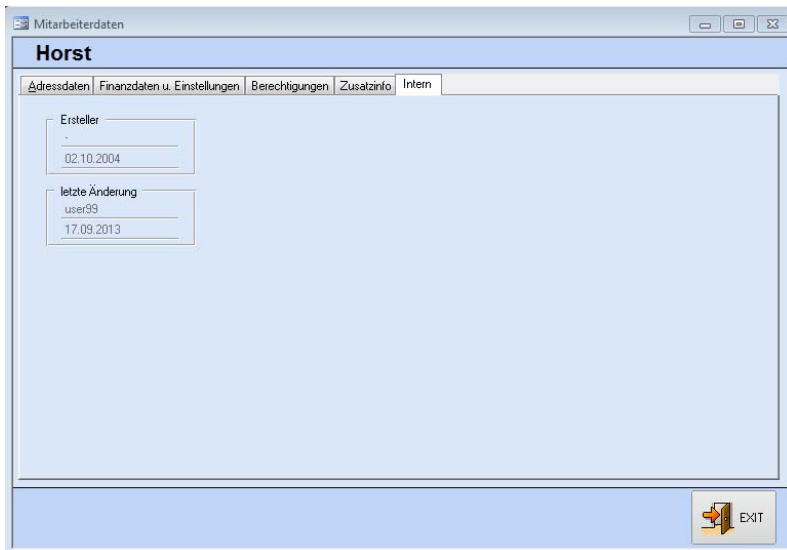 Mitarbeiterdaten
Horst
Adressdaten Finanzdaten u. Einstellungen Berechtigungen Zusatzinfo Intern
Ersteller
-
02.10.2004
letzte Änderung
user99
17.09.2013
EXIT